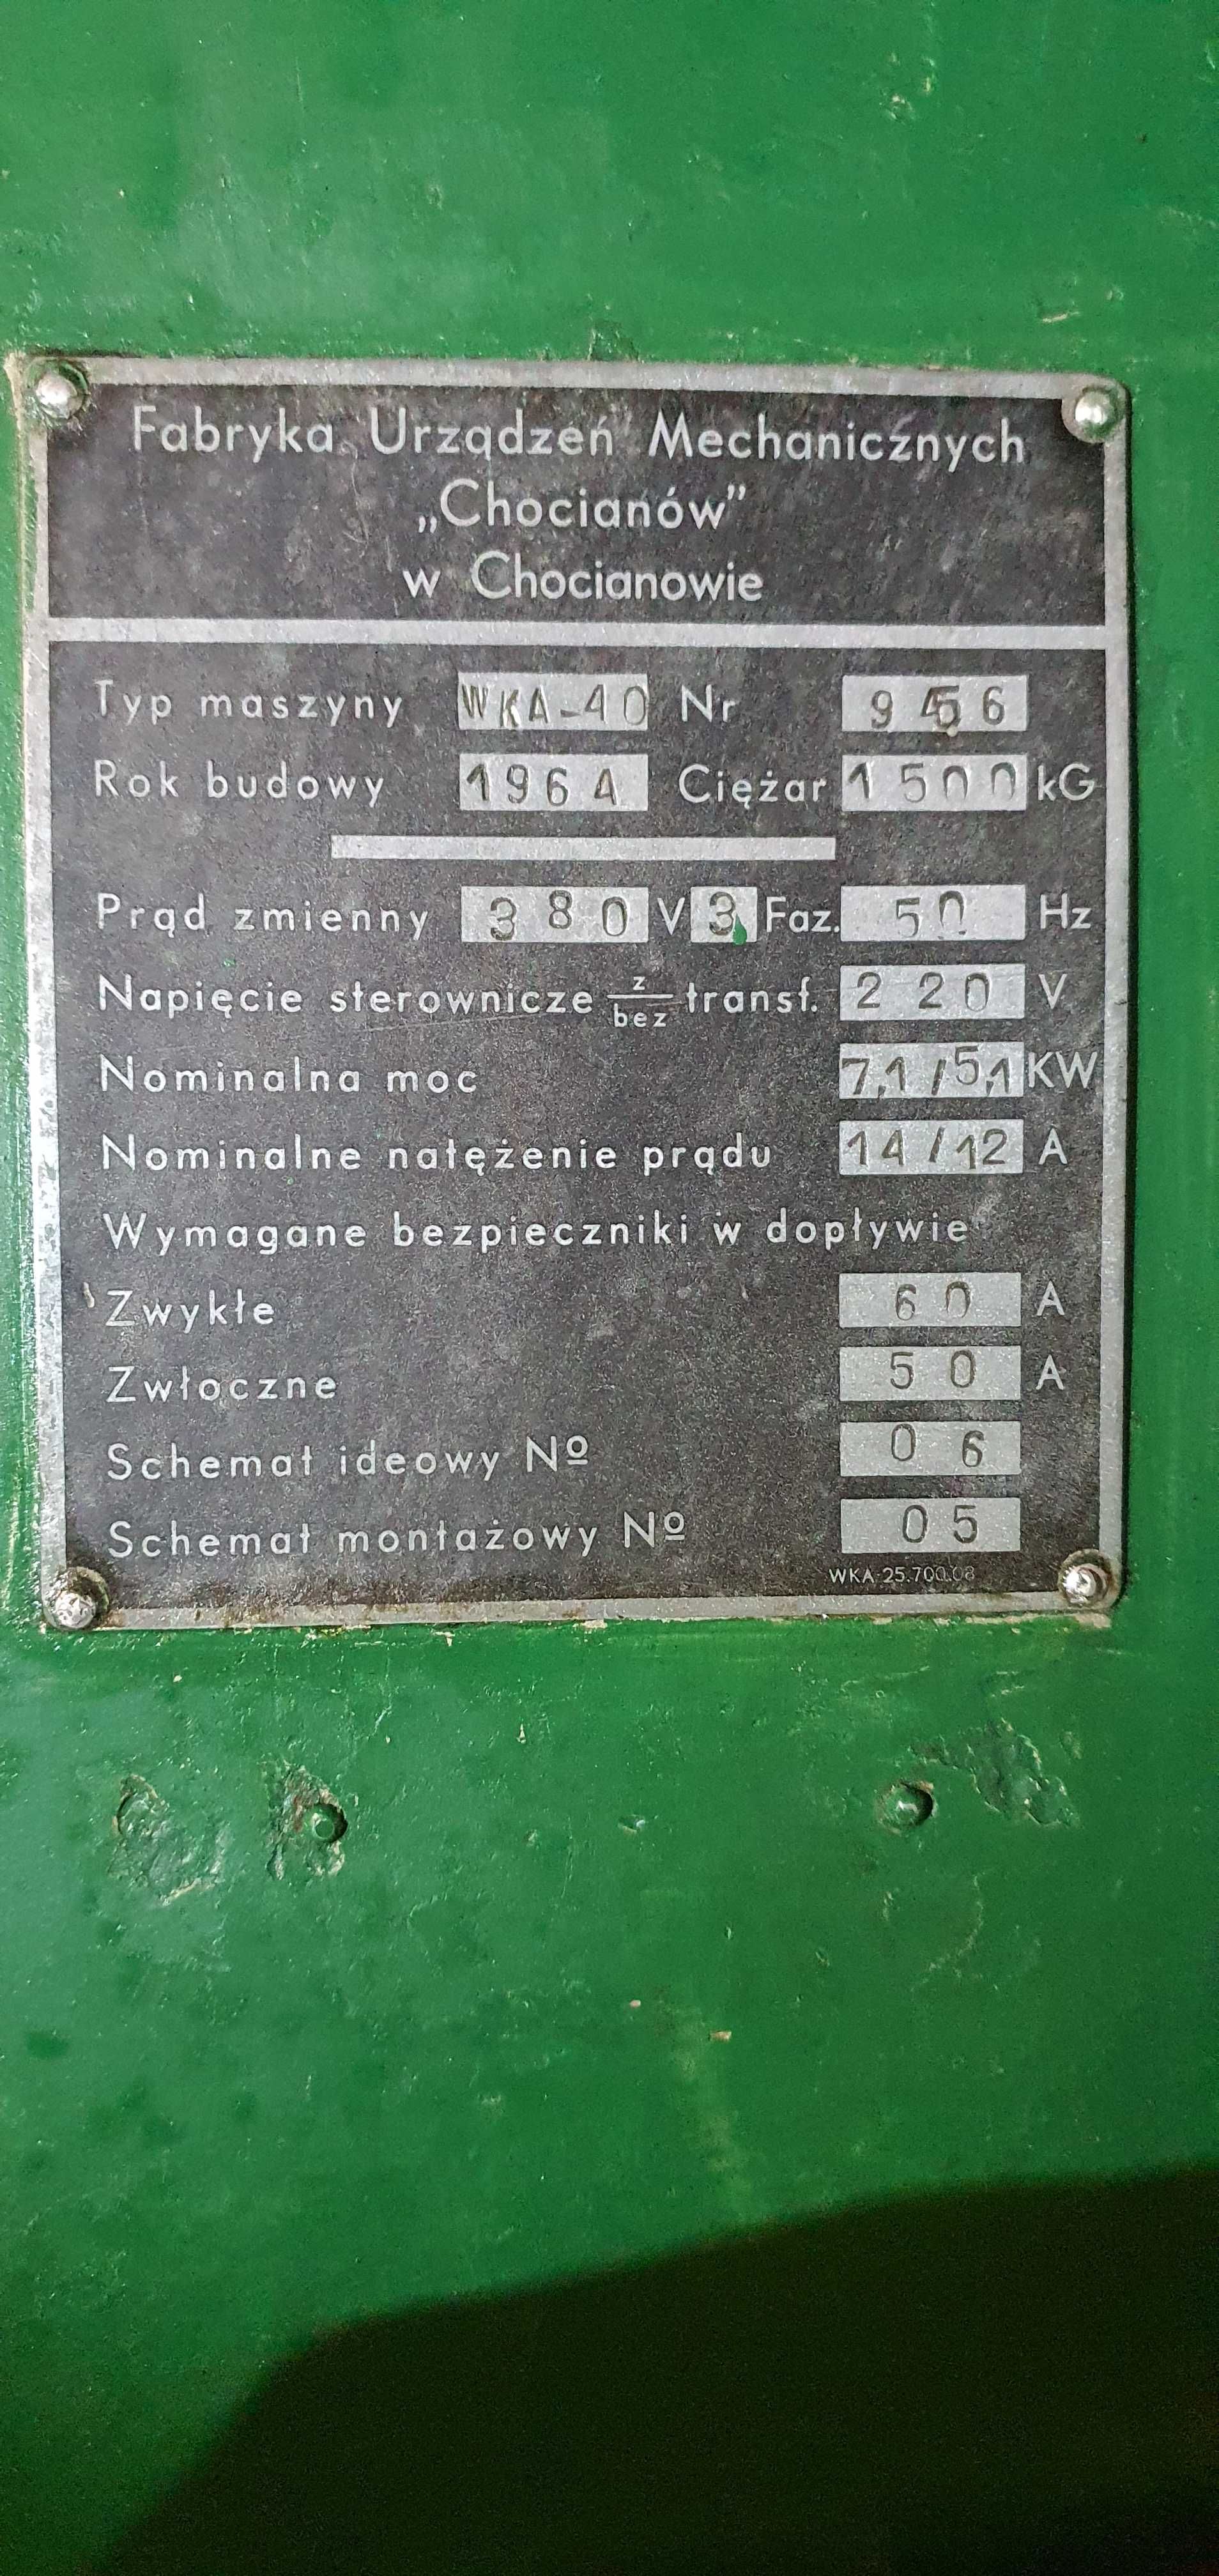 Fabryka Urządzeń Mechanicznych
„Chocianów”
w Chocianowie
Typ maszyny WKA-40 Nr
Rok budowy 1964 Ciężar 1500 kG
Prąd zmienny 380 V 3 Faz. 50 Hz
Napięcie sterownicze z/bez transf. 220 V
Nominalna moc 7,1/5,1 KW
Nominalne natężenie prądu 14/12 A
Wymagane bezpieczniki w dopływie
Zwykłe 60 A
Zwłoczne 50 A
Schemat ideowy Nº 06
Schemat montażowy Nº 05
WKA-25.700.08